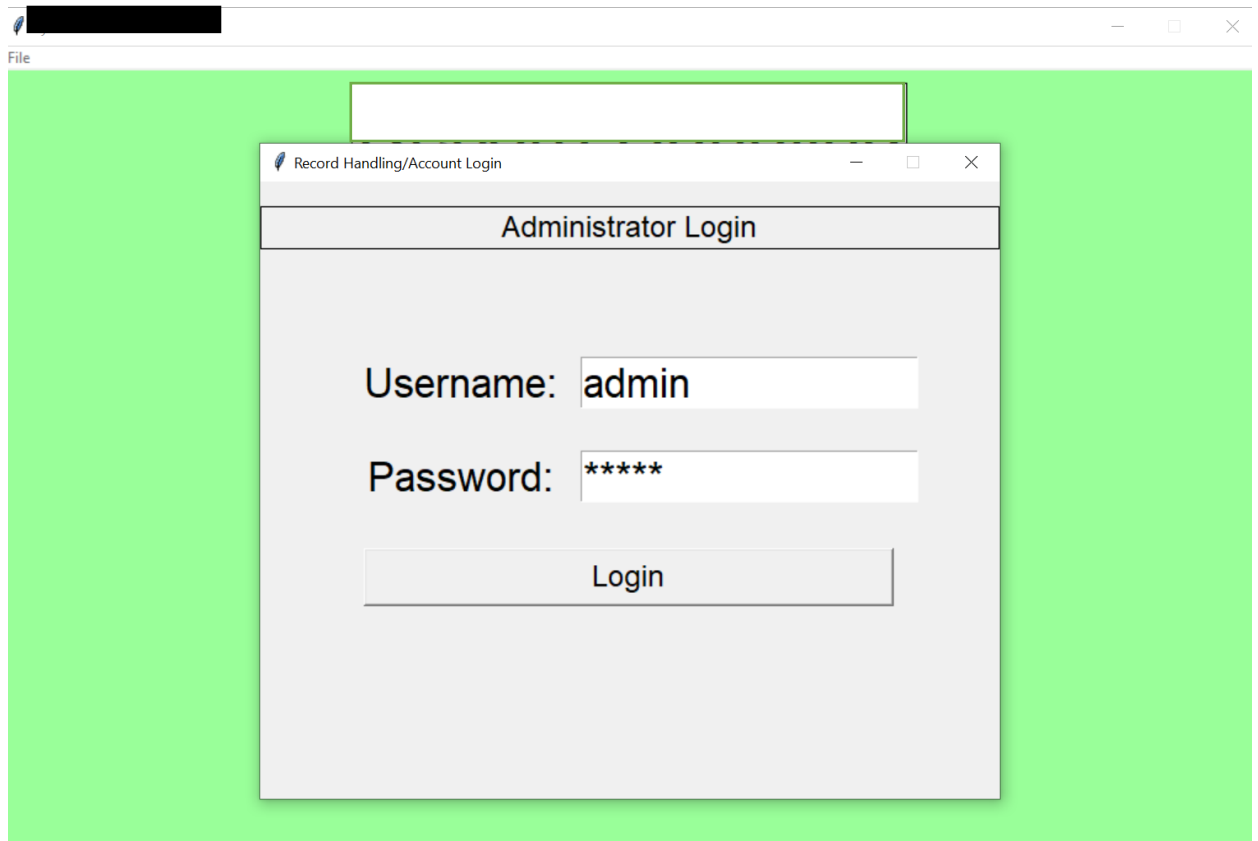 File
Record Handling/Account Login
Administrator Login
Username: admin
Password: *****
Login